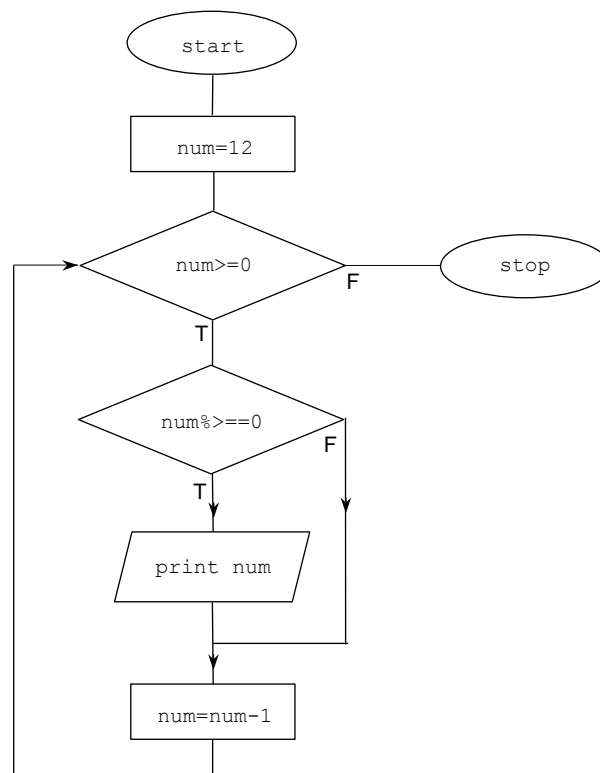 start
num=12
num>=0
stop
F
T
num%>==0
F
T
print num
num=num-1